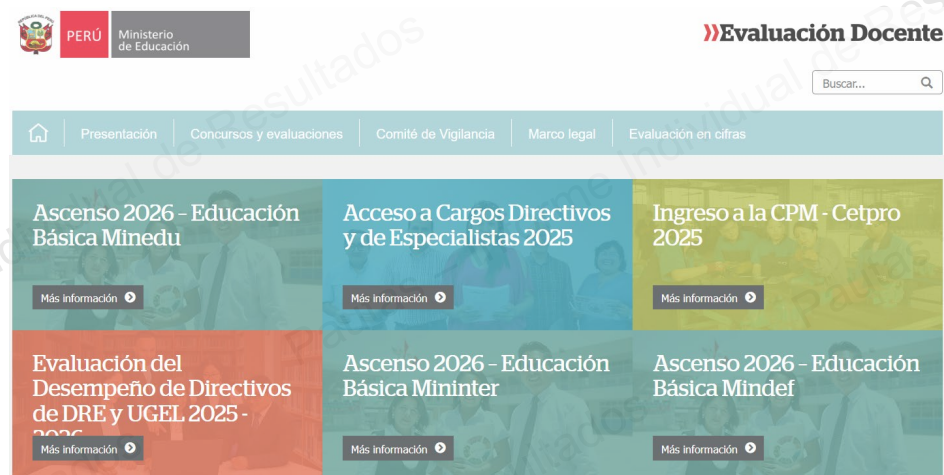 PERÚ
Ministerio
de Educación
Evaluación Docente
Buscar...
Presentación
Concursos y evaluaciones
Comité de Vigilancia
Marco legal
Evaluación en cifras
Ascenso 2026 – Educación
Básica Minedu
Más información
Acceso a Cargos Directivos
y de Especialistas 2025
Más información
Ingreso a la CPM - Cetpro
2025
Más información
Evaluación del
Desempeño de Directivos
de DRE y UGEL 2025 -
2026
Más información
Ascenso 2026 – Educación
Básica Mininter
Más información
Ascenso 2026 – Educación
Básica Mindef
Más información